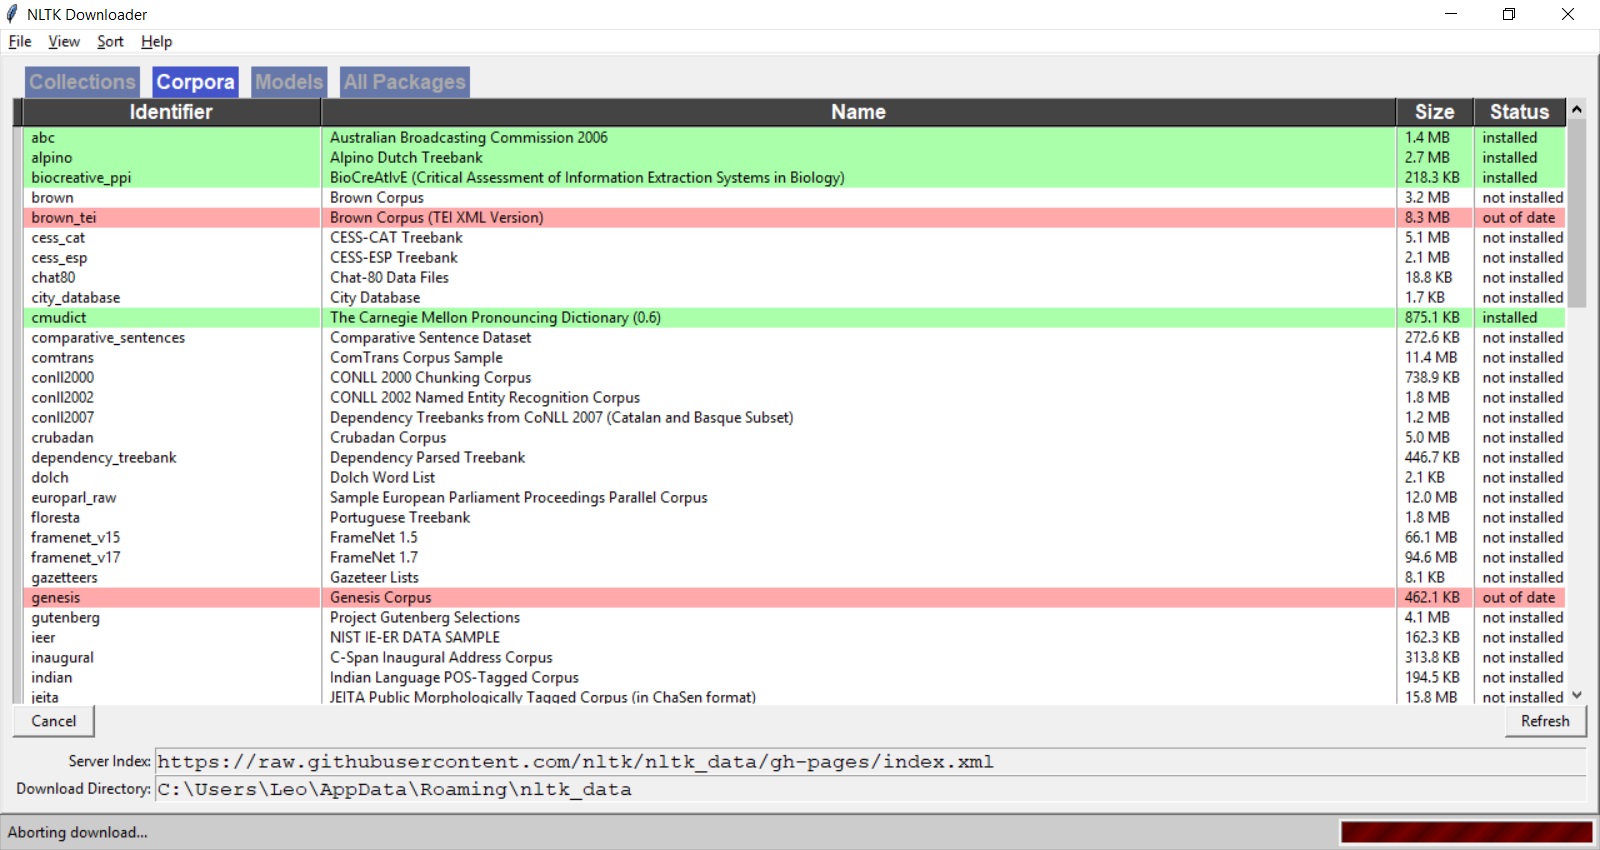 NLTK Downloader
File View Sort Help
Collections Corpora Models All Packages
Identifier Name Size Status
abc Australian Broadcasting Commission 2006 1.4 MB installed
alpino Alpino Dutch Treebank 2.7 MB installed
biocreative_ppi BioCreAtIvE (Critical Assessment of Information Extraction Systems in Biology) 218.3 KB installed
brown Brown Corpus 3.2 MB not installed
brown_tei Brown Corpus (TEI XML Version) 8.3 MB out of date
cess_cat CESS-CAT Treebank 5.1 MB not installed
cess_esp CESS-ESP Treebank 2.1 MB not installed
chat80 Chat-80 Data Files 18.8 KB not installed
city_database City Database 1.7 KB not installed
cmudict The Carnegie Mellon Pronouncing Dictionary (0.6) 875.1 KB installed
comparative_sentences Comparative Sentence Dataset 272.6 KB not installed
comtrans ComTrans Corpus Sample 11.4 MB not installed
conll2000 CONLL 2000 Chunking Corpus 738.9 KB not installed
conll2002 CONLL 2002 Named Entity Recognition Corpus 1.8 MB not installed
conll2007 Dependency Treebanks from CoNLL 2007 (Catalan and Basque Subset) 1.2 MB not installed
crubadan Crubadan Corpus 5.0 MB not installed
dependency_treebank Dependency Parsed Treebank 446.7 KB not installed
dolch Dolch Word List 2.1 KB not installed
europarl_raw Sample European Parliament Proceedings Parallel Corpus 12.0 MB not installed
floresta Portuguese Treebank 1.8 MB not installed
framenet_v15 FrameNet 1.5 66.1 MB not installed
framenet_v17 FrameNet 1.7 94.6 MB not installed
gazetteers Gazeteer Lists 8.1 KB not installed
genesis Genesis Corpus 462.1 KB out of date
gutenberg Project Gutenberg Selections 4.1 MB not installed
ieer NIST IE-ER DATA SAMPLE 162.3 KB not installed
inaugural C-Span Inaugural Address Corpus 313.8 KB not installed
indian Indian Language POS-Tagged Corpus 194.5 KB not installed
jeita JEITA Public Morphologically Tagged Corpus (in ChaSen format) 15.8 MB not installed
Cancel Refresh
Server Index: https://raw.githubusercontent.com/nltk/nltk_data/gh-pages/index.xml
Download Directory: C:\Users\Leo\AppData\Roaming\nltk_data
Aborting download...